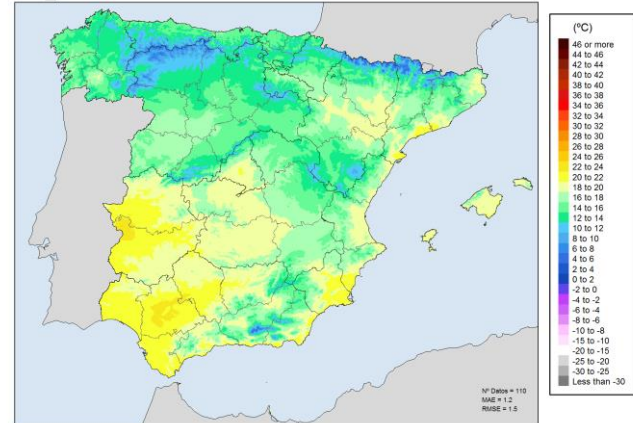 (ºC)
46 or more
44 to 46
42 to 44
40 to 42
38 to 40
36 to 38
34 to 36
32 to 34
30 to 32
28 to 30
26 to 28
24 to 26
22 to 24
20 to 22
18 to 20
16 to 18
14 to 16
12 to 14
10 to 12
8 to 10
6 to 8
4 to 6
2 to 4
0 to 2
-2 to 0
-4 to -2
-6 to -4
-8 to -6
-10 to -8
-15 to -10
-20 to -15
-25 to -20
-30 to -25
Less than -30
Nº Datos = 110
MAE = 1.2
RMSE = 1.5